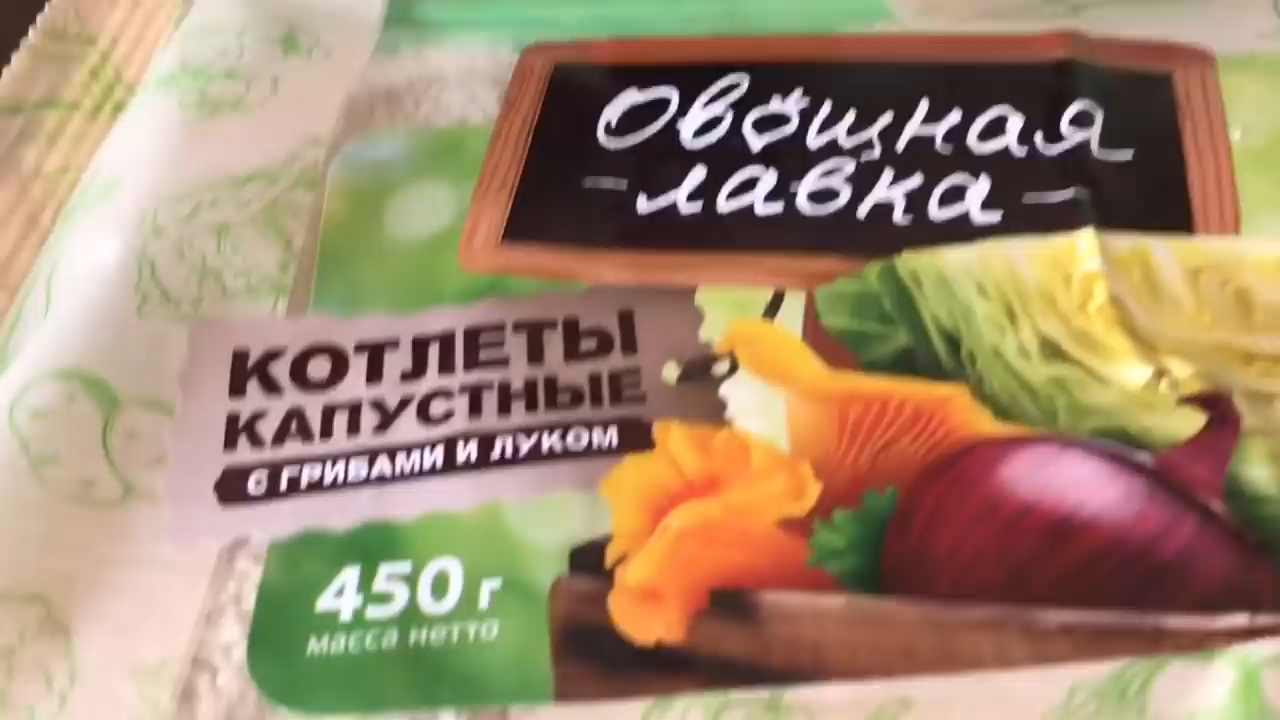 Овощная
-лавка-
КОТЛЕТЫ
КАПУСТНЫЕ
С ГРИБАМИ И ЛУКОМ
450 г
масса нетто